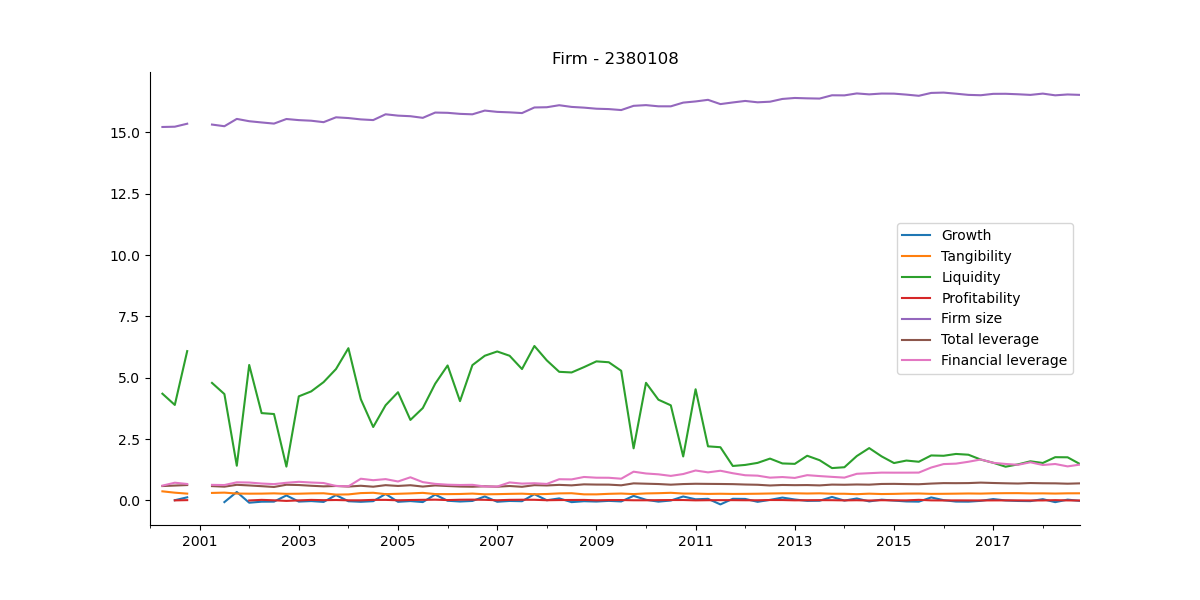 Firm - 2380108
15.0
12.5
10.0
7.5
5.0
2.5
0.0
Growth
Tangibility
Liquidity
Profitability
Firm size
Total leverage
Financial leverage
2001 2003 2005 2007 2009 2011 2013 2015 2017